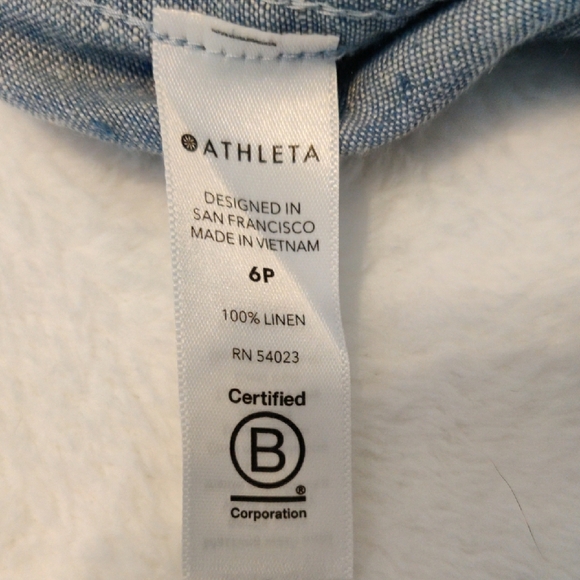 ATHLETA
DESIGNED IN
SAN FRANCISCO
MADE IN VIETNAM
6P
100% LINEN
RN 54023
Certified
B
®
Corporation